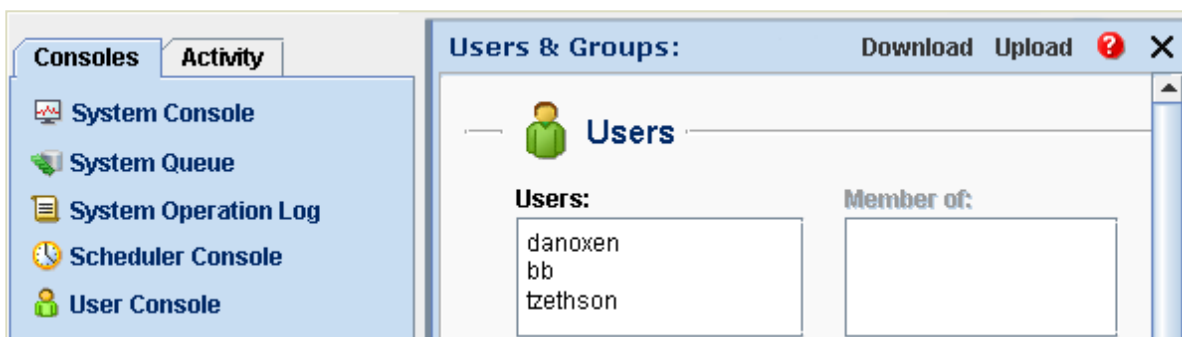 Consoles Activity
System Console
System Queue
System Operation Log
Scheduler Console
User Console
Users & Groups: Download Upload ?
Users
Users:
danoxen
bb
tzethson
Member of: